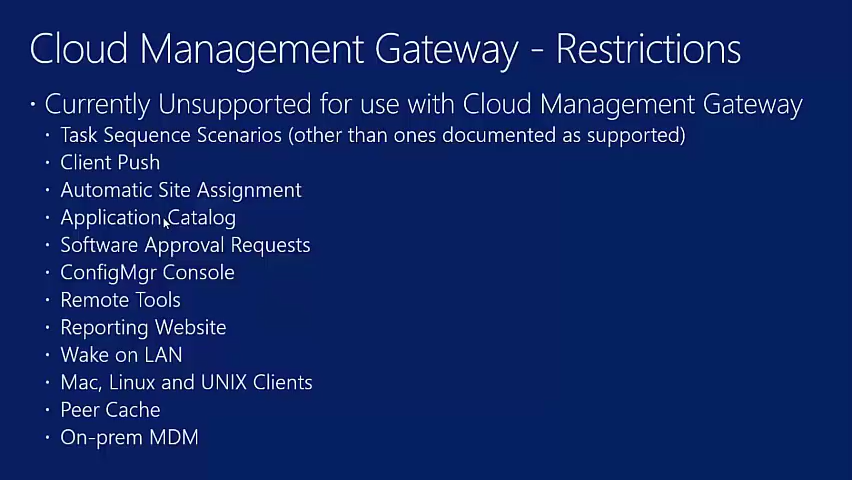 Cloud Management Gateway - Restrictions
• Currently Unsupported for use with Cloud Management Gateway
• Task Sequence Scenarios (other than ones documented as supported)
• Client Push
• Automatic Site Assignment
• Application Catalog
• Software Approval Requests
• ConfigMgr Console
• Remote Tools
• Reporting Website
• Wake on LAN
• Mac, Linux and UNIX Clients
• Peer Cache
• On-prem MDM